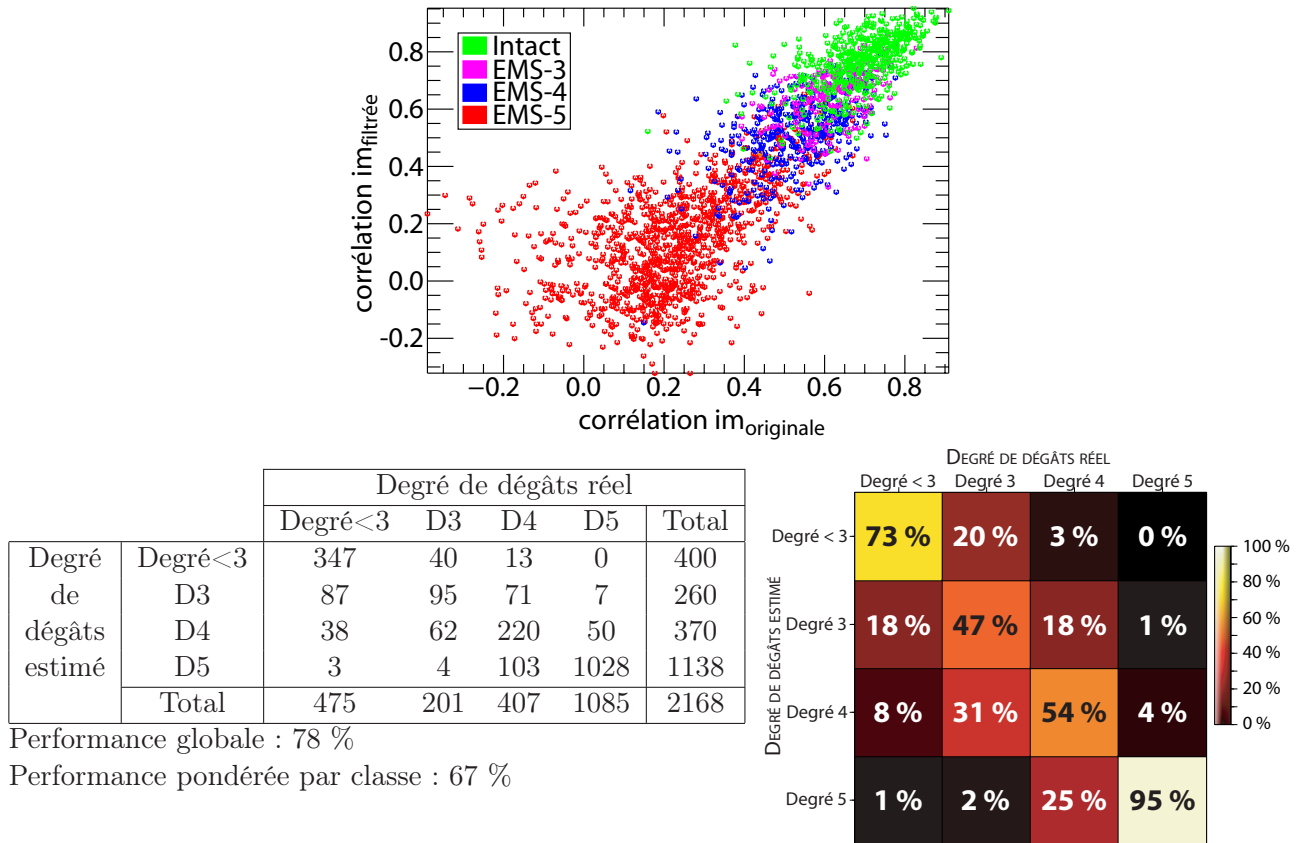 Intact
EMS-3
EMS-4
EMS-5
0.8
0.6
0.4
0.2
0.0
-0.2
corrélation im filtrée
−0.2 0.0 0.2 0.4 0.6 0.8
corrélation im originale
Degré de dégâts réel
Degré<3 D3 D4 D5 Total
Degré Degré<3 347 40 13 0 400
de D3 87 95 71 7 260
dégâts D4 38 62 220 50 370
estimé D5 3 4 103 1028 1138
Total 475 201 407 1085 2168
Performance globale : 78 %
Performance pondérée par classe : 67 %
DEGRÉ DE DÉGÂTS RÉEL
Degré < 3 Degré 3 Degré 4 Degré 5
DEGRÉ DE DÉGÂTS ESTIMÉ
Degré < 3 73 % 20 % 3 % 0 %
Degré 3 18 % 47 % 18 % 1 %
Degré 4 8 % 31 % 54 % 4 %
Degré 5 1 % 2 % 25 % 95 %
100 %
80 %
60 %
40 %
20 %
0 %